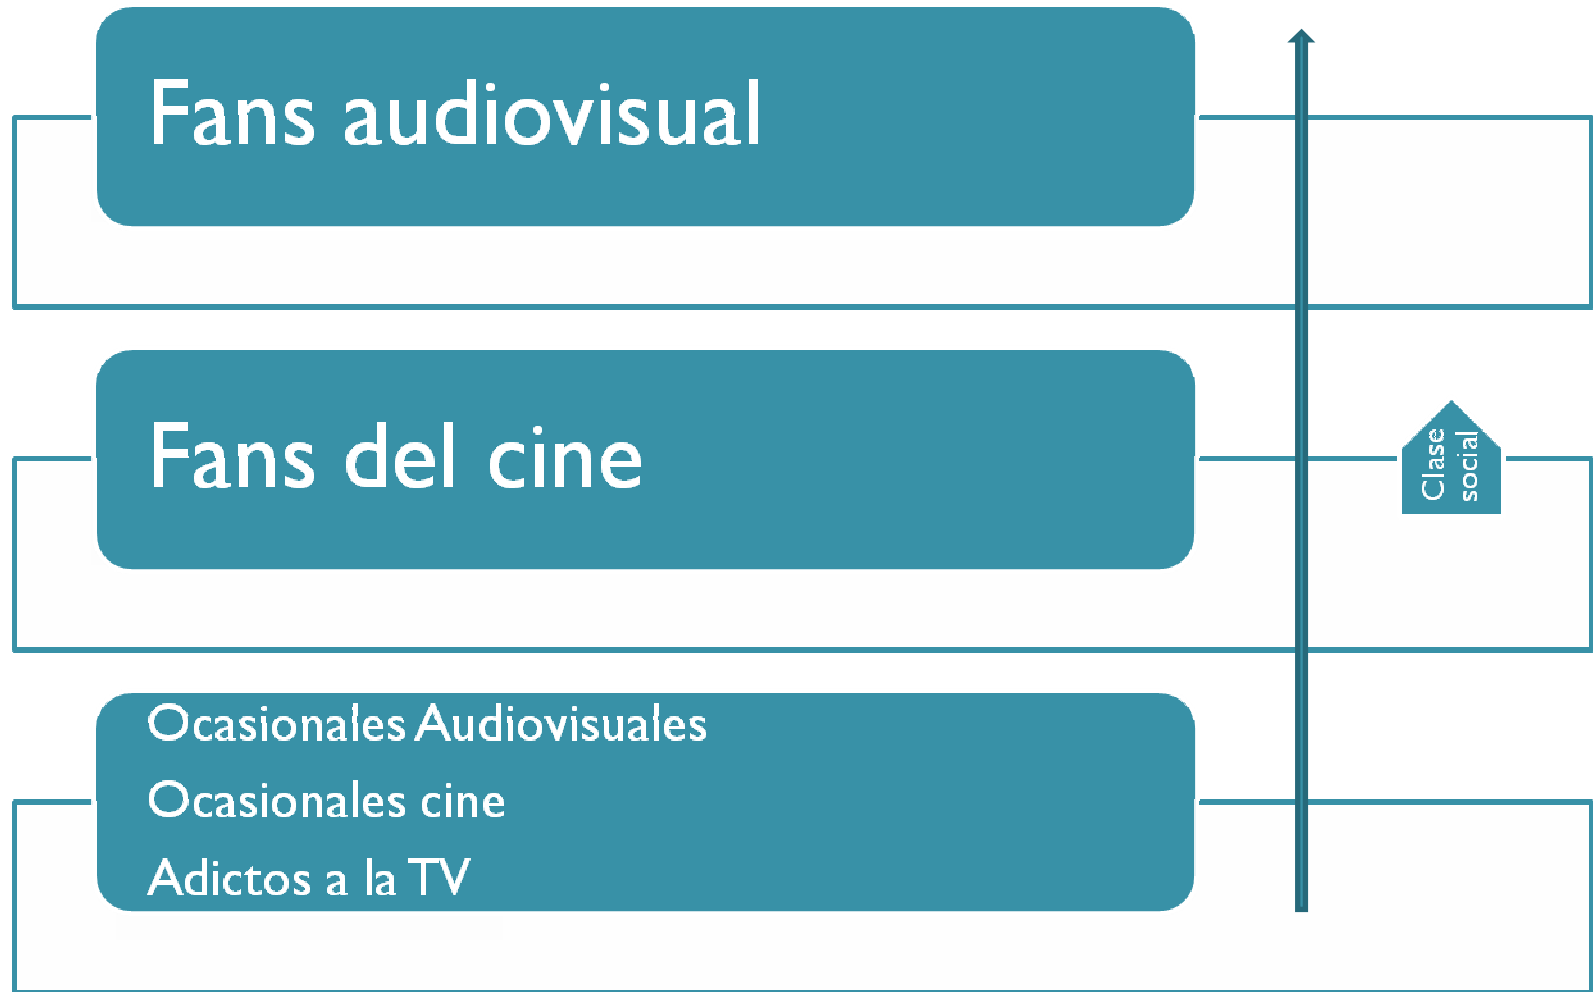 Fans audiovisual
Fans del cine
Clase
social
Ocasionales Audiovisuales
Ocasionales cine
Adictos a la TV